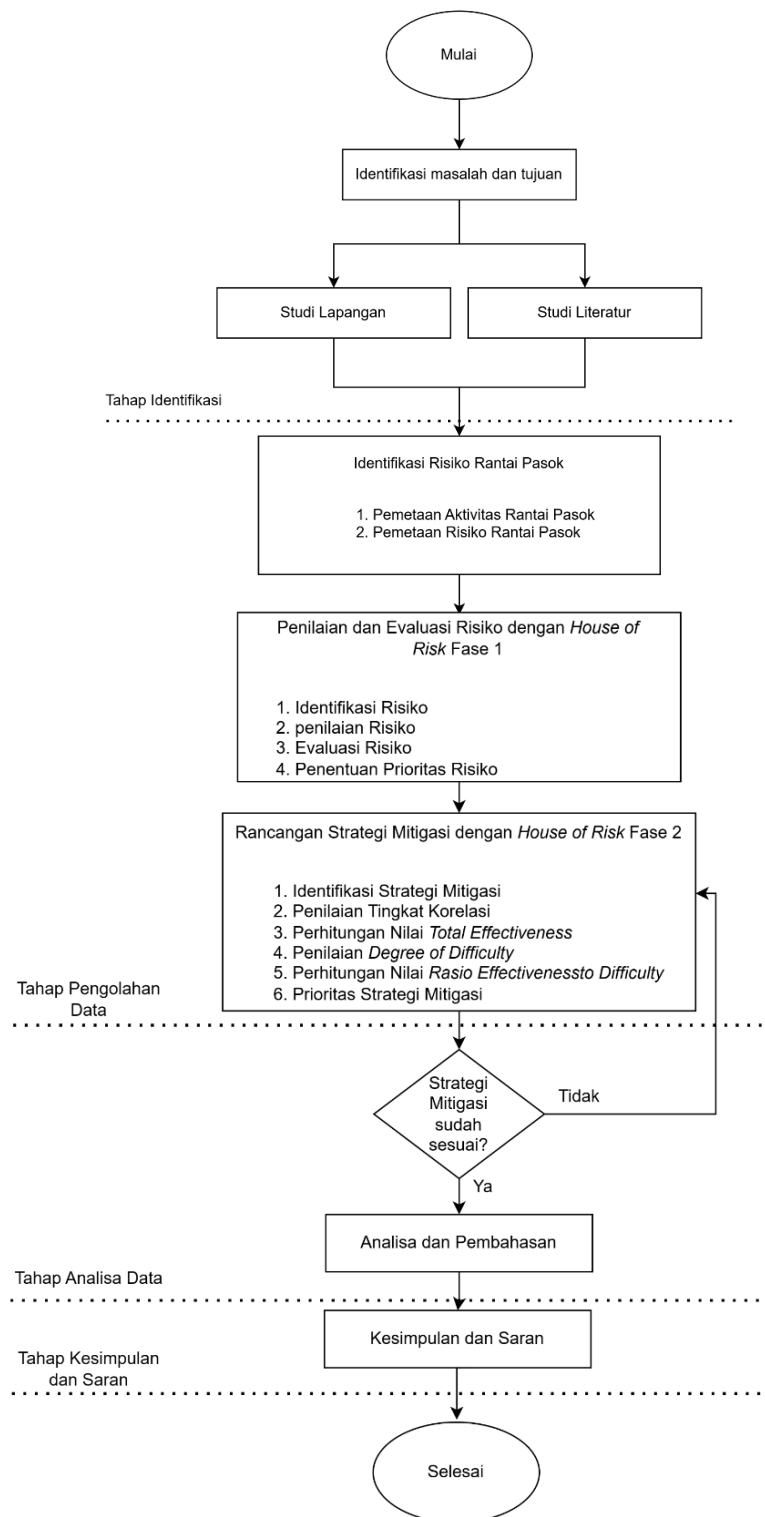 Mulai
Identifikasi masalah dan tujuan
Studi Lapangan
Studi Literatur
Tahap Identifikasi
Identifikasi Risiko Rantai Pasok
1. Pemetaan Aktivitas Rantai Pasok
2. Pemetaan Risiko Rantai Pasok
Penilaian dan Evaluasi Risiko dengan House of
Risk Fase 1
1. Identifikasi Risiko
2. penilaian Risiko
3. Evaluasi Risiko
4. Penentuan Prioritas Risiko
Rancangan Strategi Mitigasi dengan House of Risk Fase 2
1. Identifikasi Strategi Mitigasi
2. Penilaian Tingkat Korelasi
3. Perhitungan Nilai Total Effectiveness
4. Penilaian Degree of Difficulty
5. Perhitungan Nilai Rasio Effectivenessto Difficulty
6. Prioritas Strategi Mitigasi
Tahap Pengolahan
Data
Strategi
Mitigasi
sudah
sesuai?
Tidak
Ya
Analisa dan Pembahasan
Tahap Analisa Data
Kesimpulan dan Saran
Tahap Kesimpulan
dan Saran
Selesai